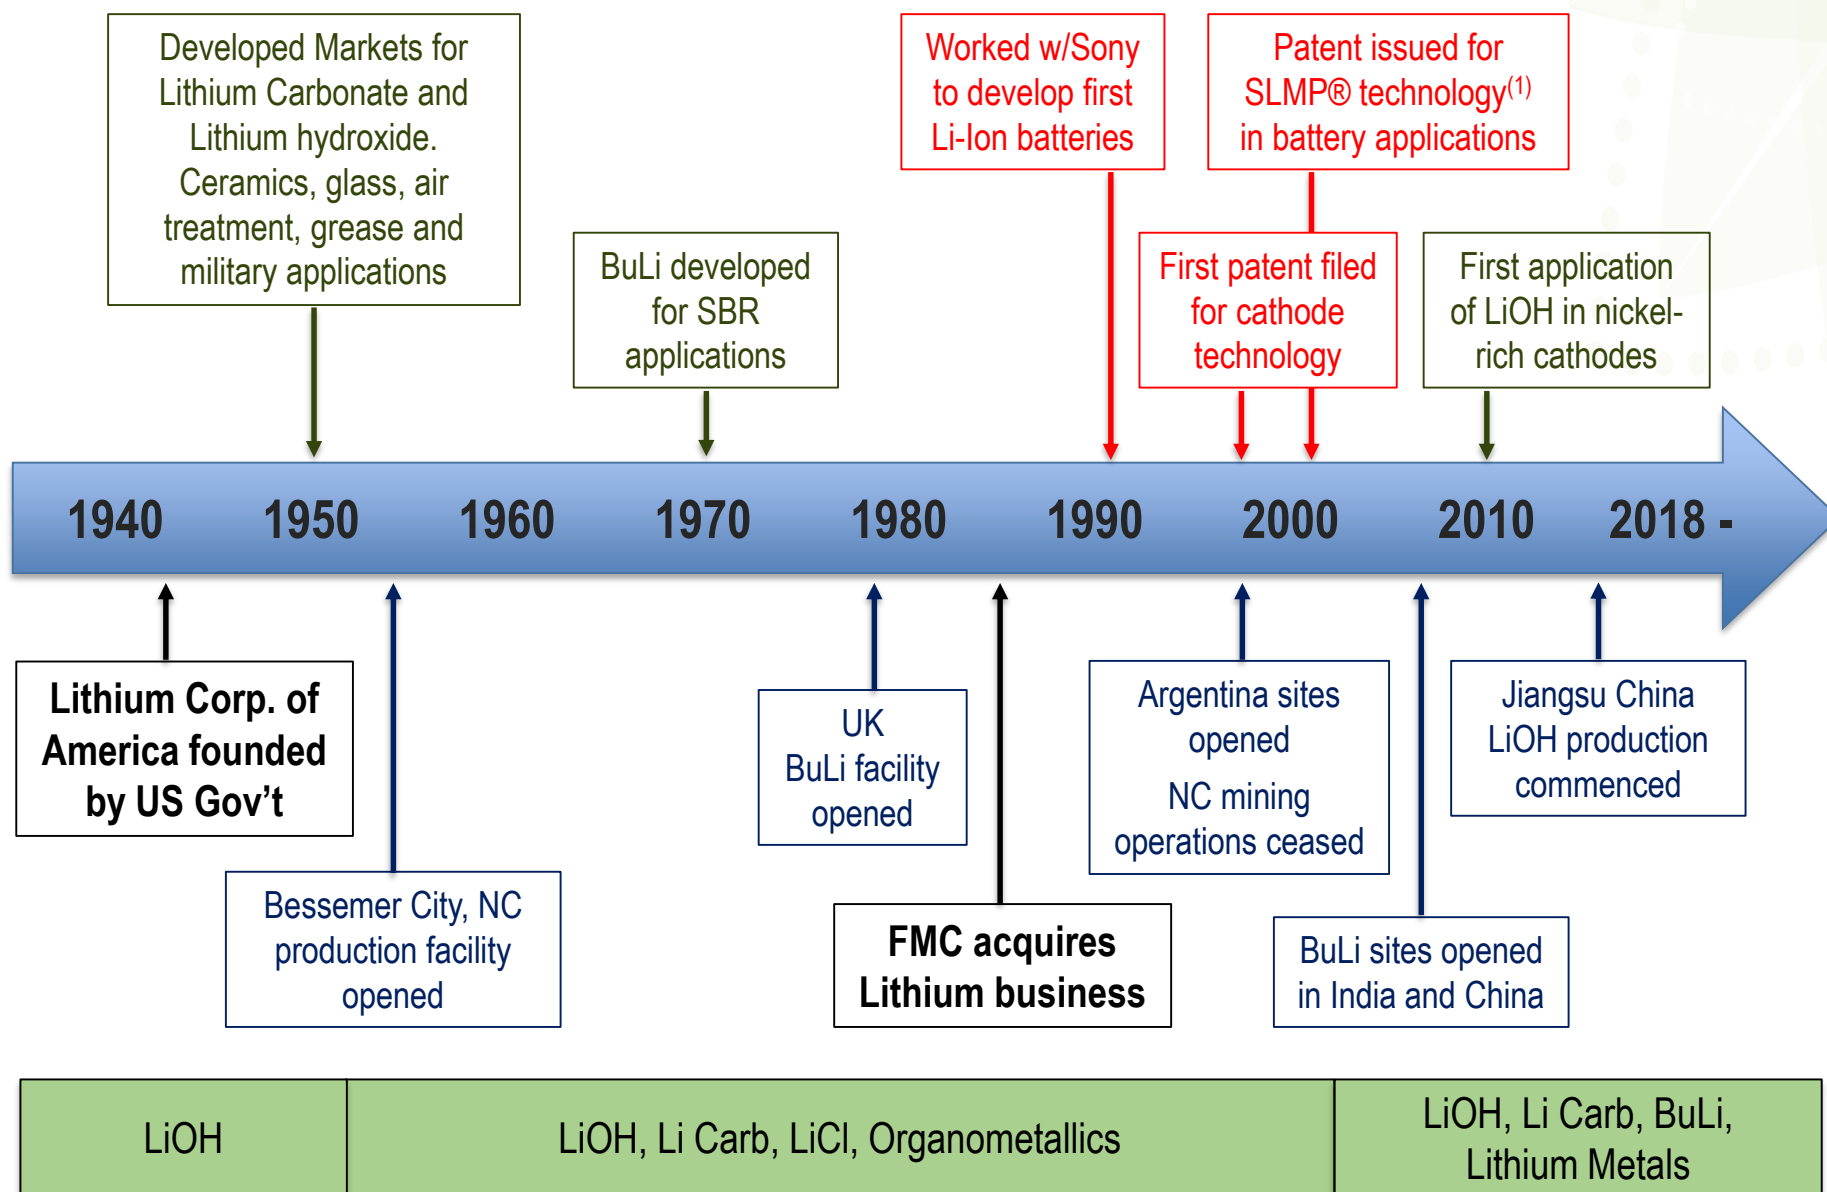 Developed Markets for
Lithium Carbonate and
Lithium hydroxide.
Ceramics, glass, air
treatment, grease and
military applications
BuLi developed
for SBR
applications
Worked w/Sony
to develop first
Li-Ion batteries
Patent issued for
SLMP® technology(1)
in battery applications
First patent filed
for cathode
technology
First application
of LiOH in nickel-
rich cathodes
1940 1950 1960 1970 1980 1990 2000 2010 2018 -
Lithium Corp. of
America founded
by US Gov’t
Bessemer City, NC
production facility
opened
UK
BuLi facility
opened
FMC acquires
Lithium business
Argentina sites
opened
NC mining
operations ceased
BuLi sites opened
in India and China
Jiangsu China
LiOH production
commenced
LiOH
LiOH, Li Carb, LiCl, Organometallics
LiOH, Li Carb, BuLi,
Lithium Metals